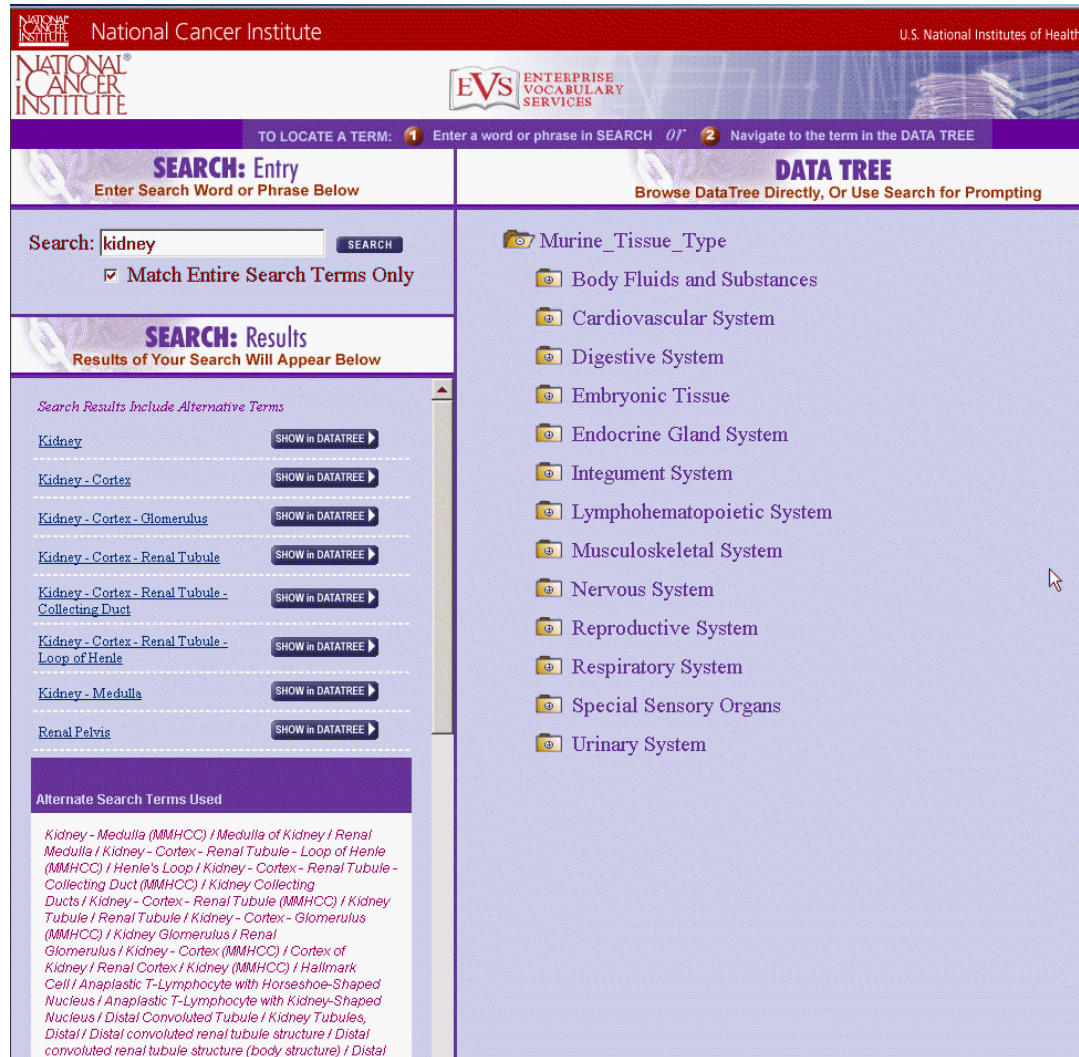 NATIONAL
CANCER
INSTITUTE
National Cancer Institute
U.S. National Institutes of Health
NATIONAL®
CANCER
INSTITUTE
EVS
ENTERPRISE
VOCABULARY
SERVICES
TO LOCATE A TERM: 1 Enter a word or phrase in SEARCH or 2 Navigate to the term in the DATA TREE
SEARCH: Entry
Enter Search Word or Phrase Below
Search: kidney SEARCH
Match Entire Search Terms Only
SEARCH: Results
Results of Your Search Will Appear Below
Search Results Include Alternative Terms
Kidney SHOW in DATATREE
Kidney - Cortex SHOW in DATATREE
Kidney - Cortex - Glomerulus SHOW in DATATREE
Kidney - Cortex - Renal Tubule SHOW in DATATREE
Kidney - Cortex - Renal Tubule -
Collecting Duct SHOW in DATATREE
Kidney - Cortex - Renal Tubule -
Loop of Henle SHOW in DATATREE
Kidney - Medulla SHOW in DATATREE
Renal Pelvis SHOW in DATATREE
Alternate Search Terms Used
Kidney - Medulla (MMHCC) / Medulla of Kidney / Renal
Medulla / Kidney - Cortex - Renal Tubule - Loop of Henle
(MMHCC) / Henle's Loop / Kidney - Cortex - Renal Tubule -
Collecting Duct (MMHCC) / Kidney Collecting
Ducts / Kidney - Cortex - Renal Tubule (MMHCC) / Kidney
Tubule / Renal Tubule / Kidney - Cortex - Glomerulus
(MMHCC) / Kidney Glomerulus / Renal
Glomerulus / Kidney - Cortex (MMHCC) / Cortex of
Kidney / Renal Cortex / Kidney (MMHCC) / Hallmark
Cell / Anaplastic T-Lymphocyte with Horseshoe-Shaped
Nucleus / Anaplastic T-Lymphocyte with Kidney-Shaped
Nucleus / Distal Convoluted Tubule / Kidney Tubules,
Distal / Distal convoluted renal tubule structure / Distal
convoluted renal tubule structure (body structure) / Distal
DATA TREE
Browse DataTree Directly, Or Use Search for Prompting
Murine_Tissue_Type
Body Fluids and Substances
Cardiovascular System
Digestive System
Embryonic Tissue
Endocrine Gland System
Integument System
Lymphohematopoietic System
Musculoskeletal System
Nervous System
Reproductive System
Respiratory System
Special Sensory Organs
Urinary System